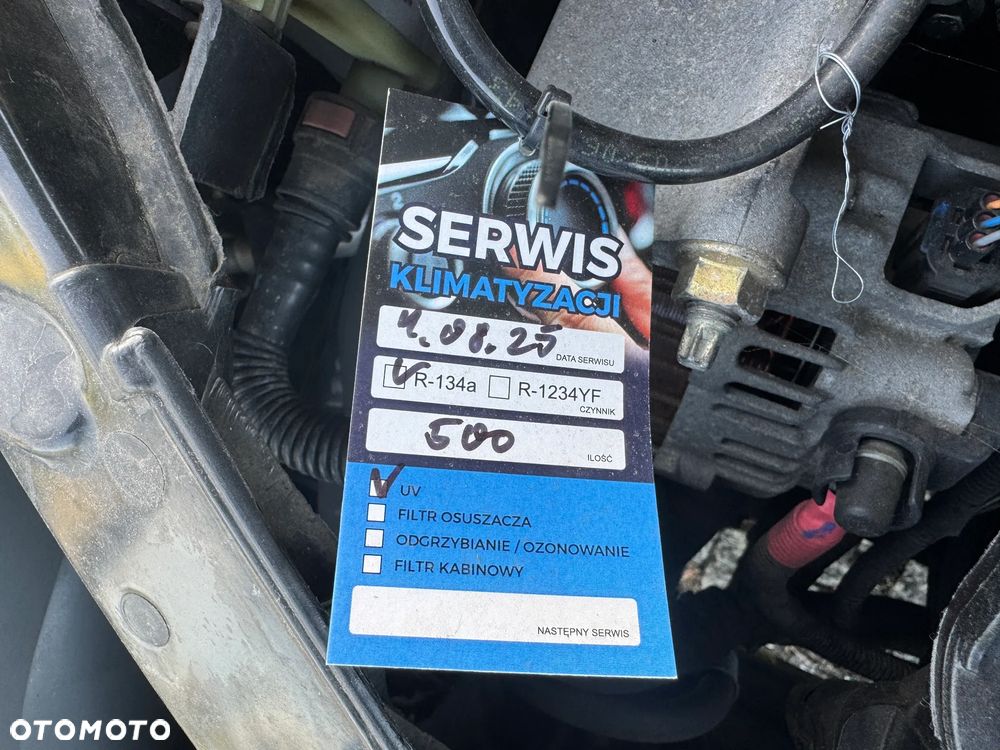 SERWIS
KLIMATYZACJI
4.08.25
DATA SERWISU
R-134a R-1234YF
CZYNNIK
500
ILOŚĆ
UV
FILTR OSUSZACZA
ODGRZYBIANIE / OZONOWANIE
FILTR KABINOWY
NASTĘPNY SERWIS
OTOMOTO